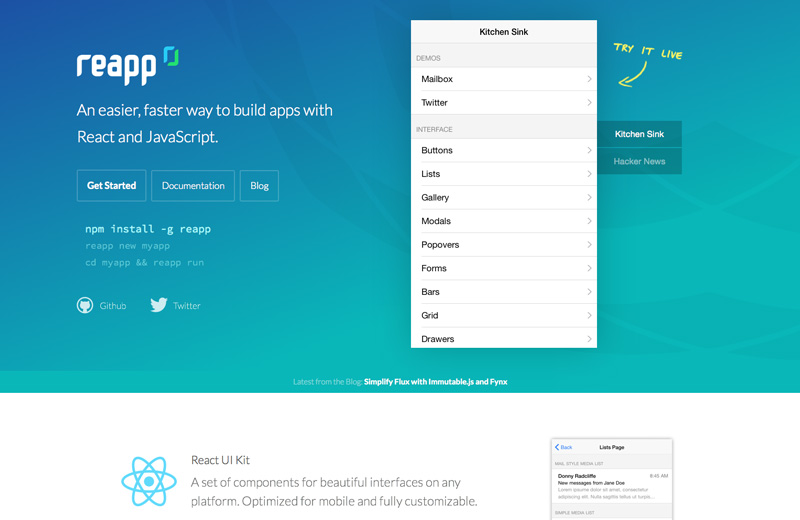 reapp
An easier, faster way to build apps with
React and JavaScript.
Get Started
Documentation
Blog
npm install -g reapp
reapp new myapp
cd myapp && reapp run
Github
Twitter
Kitchen Sink
DEMOS
Mailbox
Twitter
INTERFACE
Buttons
Lists
Gallery
Modals
Popovers
Forms
Bars
Grid
Drawers
TRY IT LIVE
Kitchen Sink
Hacker News
Latest from the Blog: Simplify Flux with Immutable.js and Fynx
React UI Kit
A set of components for beautiful interfaces on any
platform. Optimized for mobile and fully customizable.
Back
Lists Page
MAIL STYLE MEDIA LIST
Donny Radcliffe
9:45 AM
New messages from Jane Doe
Lorem ipsum dolor sit amet, consectetur
adipiscing elit. Nulla sagittis tellus ut turpis...
SIMPLE MEDIA LIST